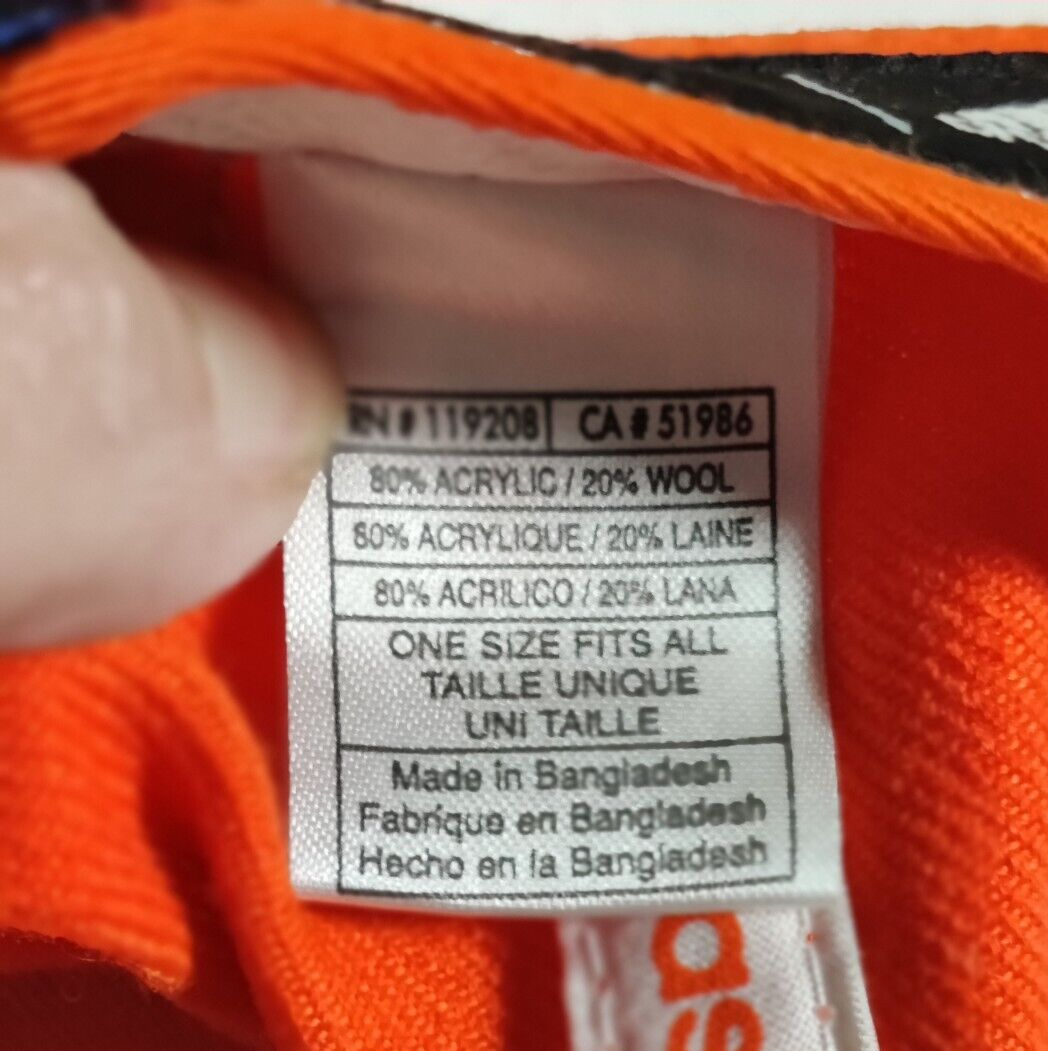 RN # 119208 CA # 51986
80% ACRYLIC / 20% WOOL
80% ACRYLIQUE / 20% LAINE
80% ACRILICO / 20% LANA
ONE SIZE FITS ALL
TAILLE UNIQUE
UNI TAILLE
Made in Bangladesh
Fabrique en Bangladesh
Hecho en la Bangladesh